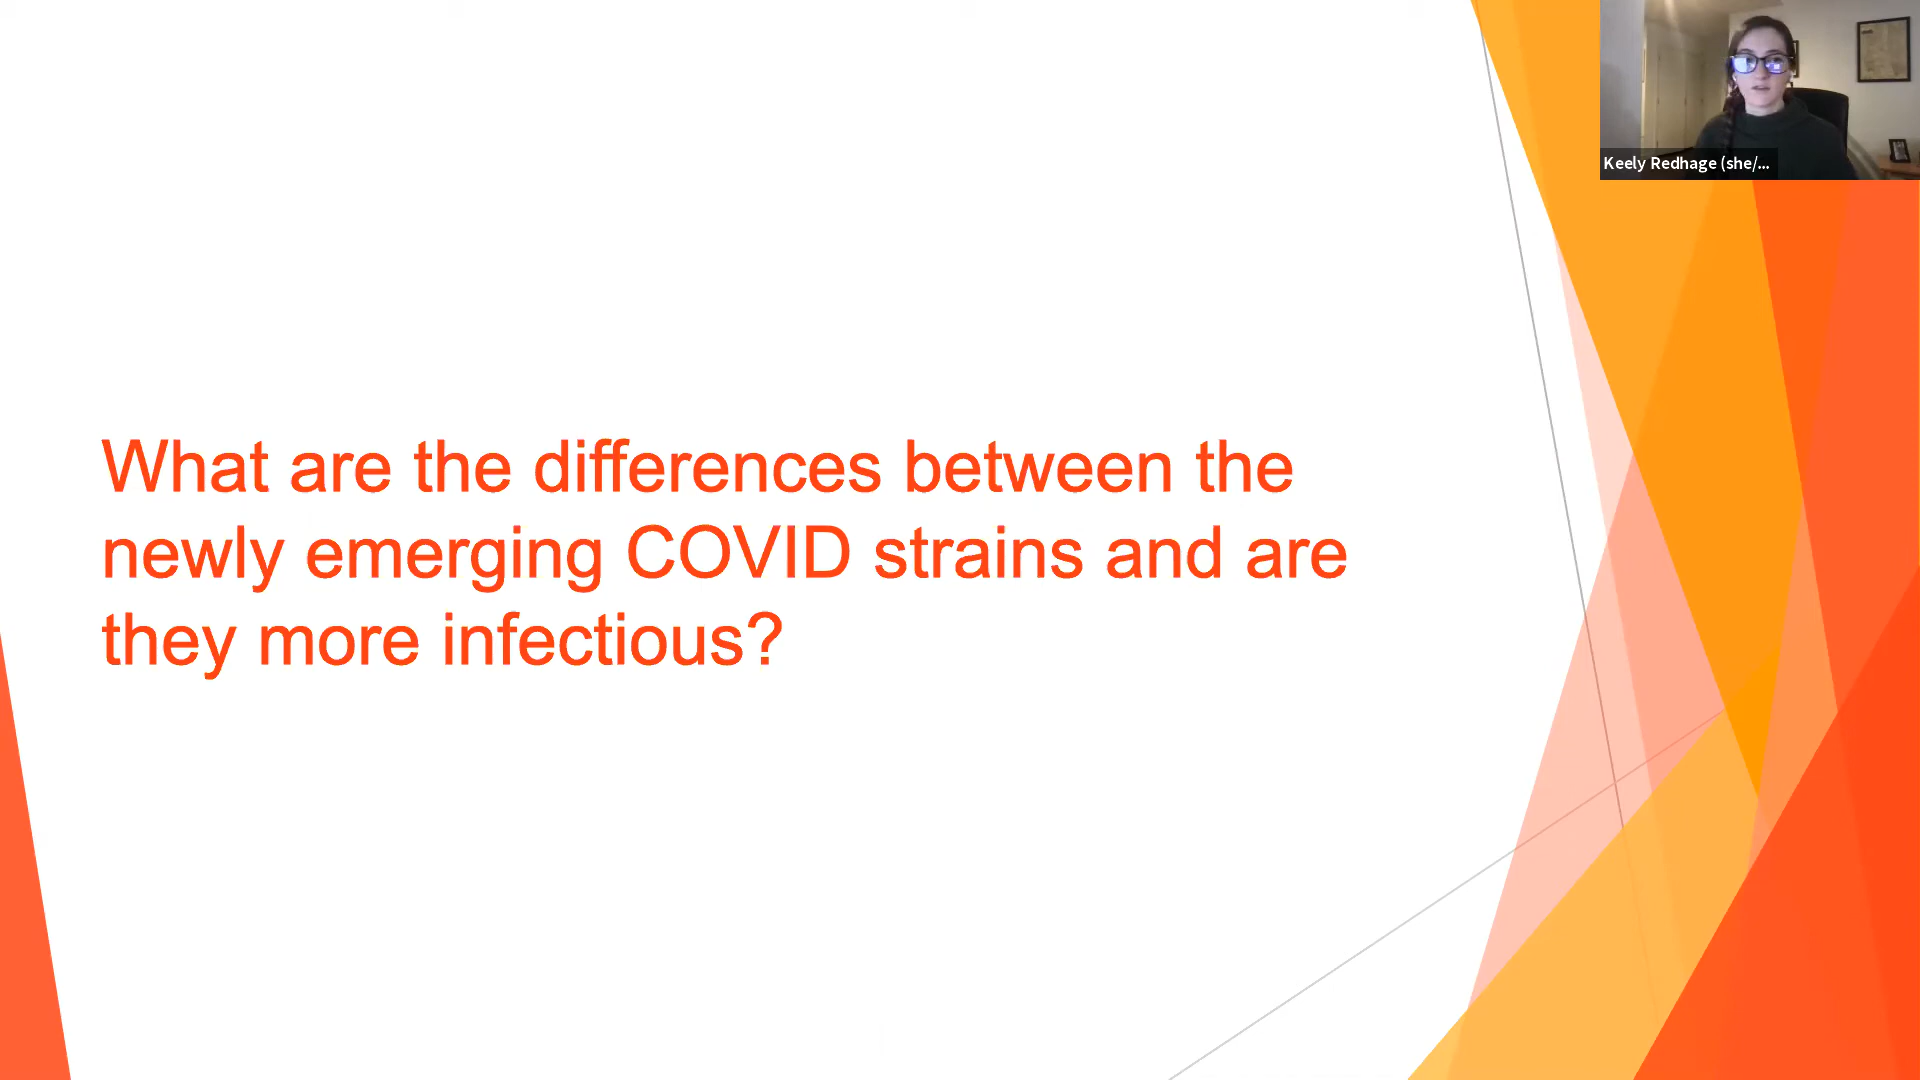 Keely Redhage (she/...
What are the differences between the
newly emerging COVID strains and are
they more infectious?